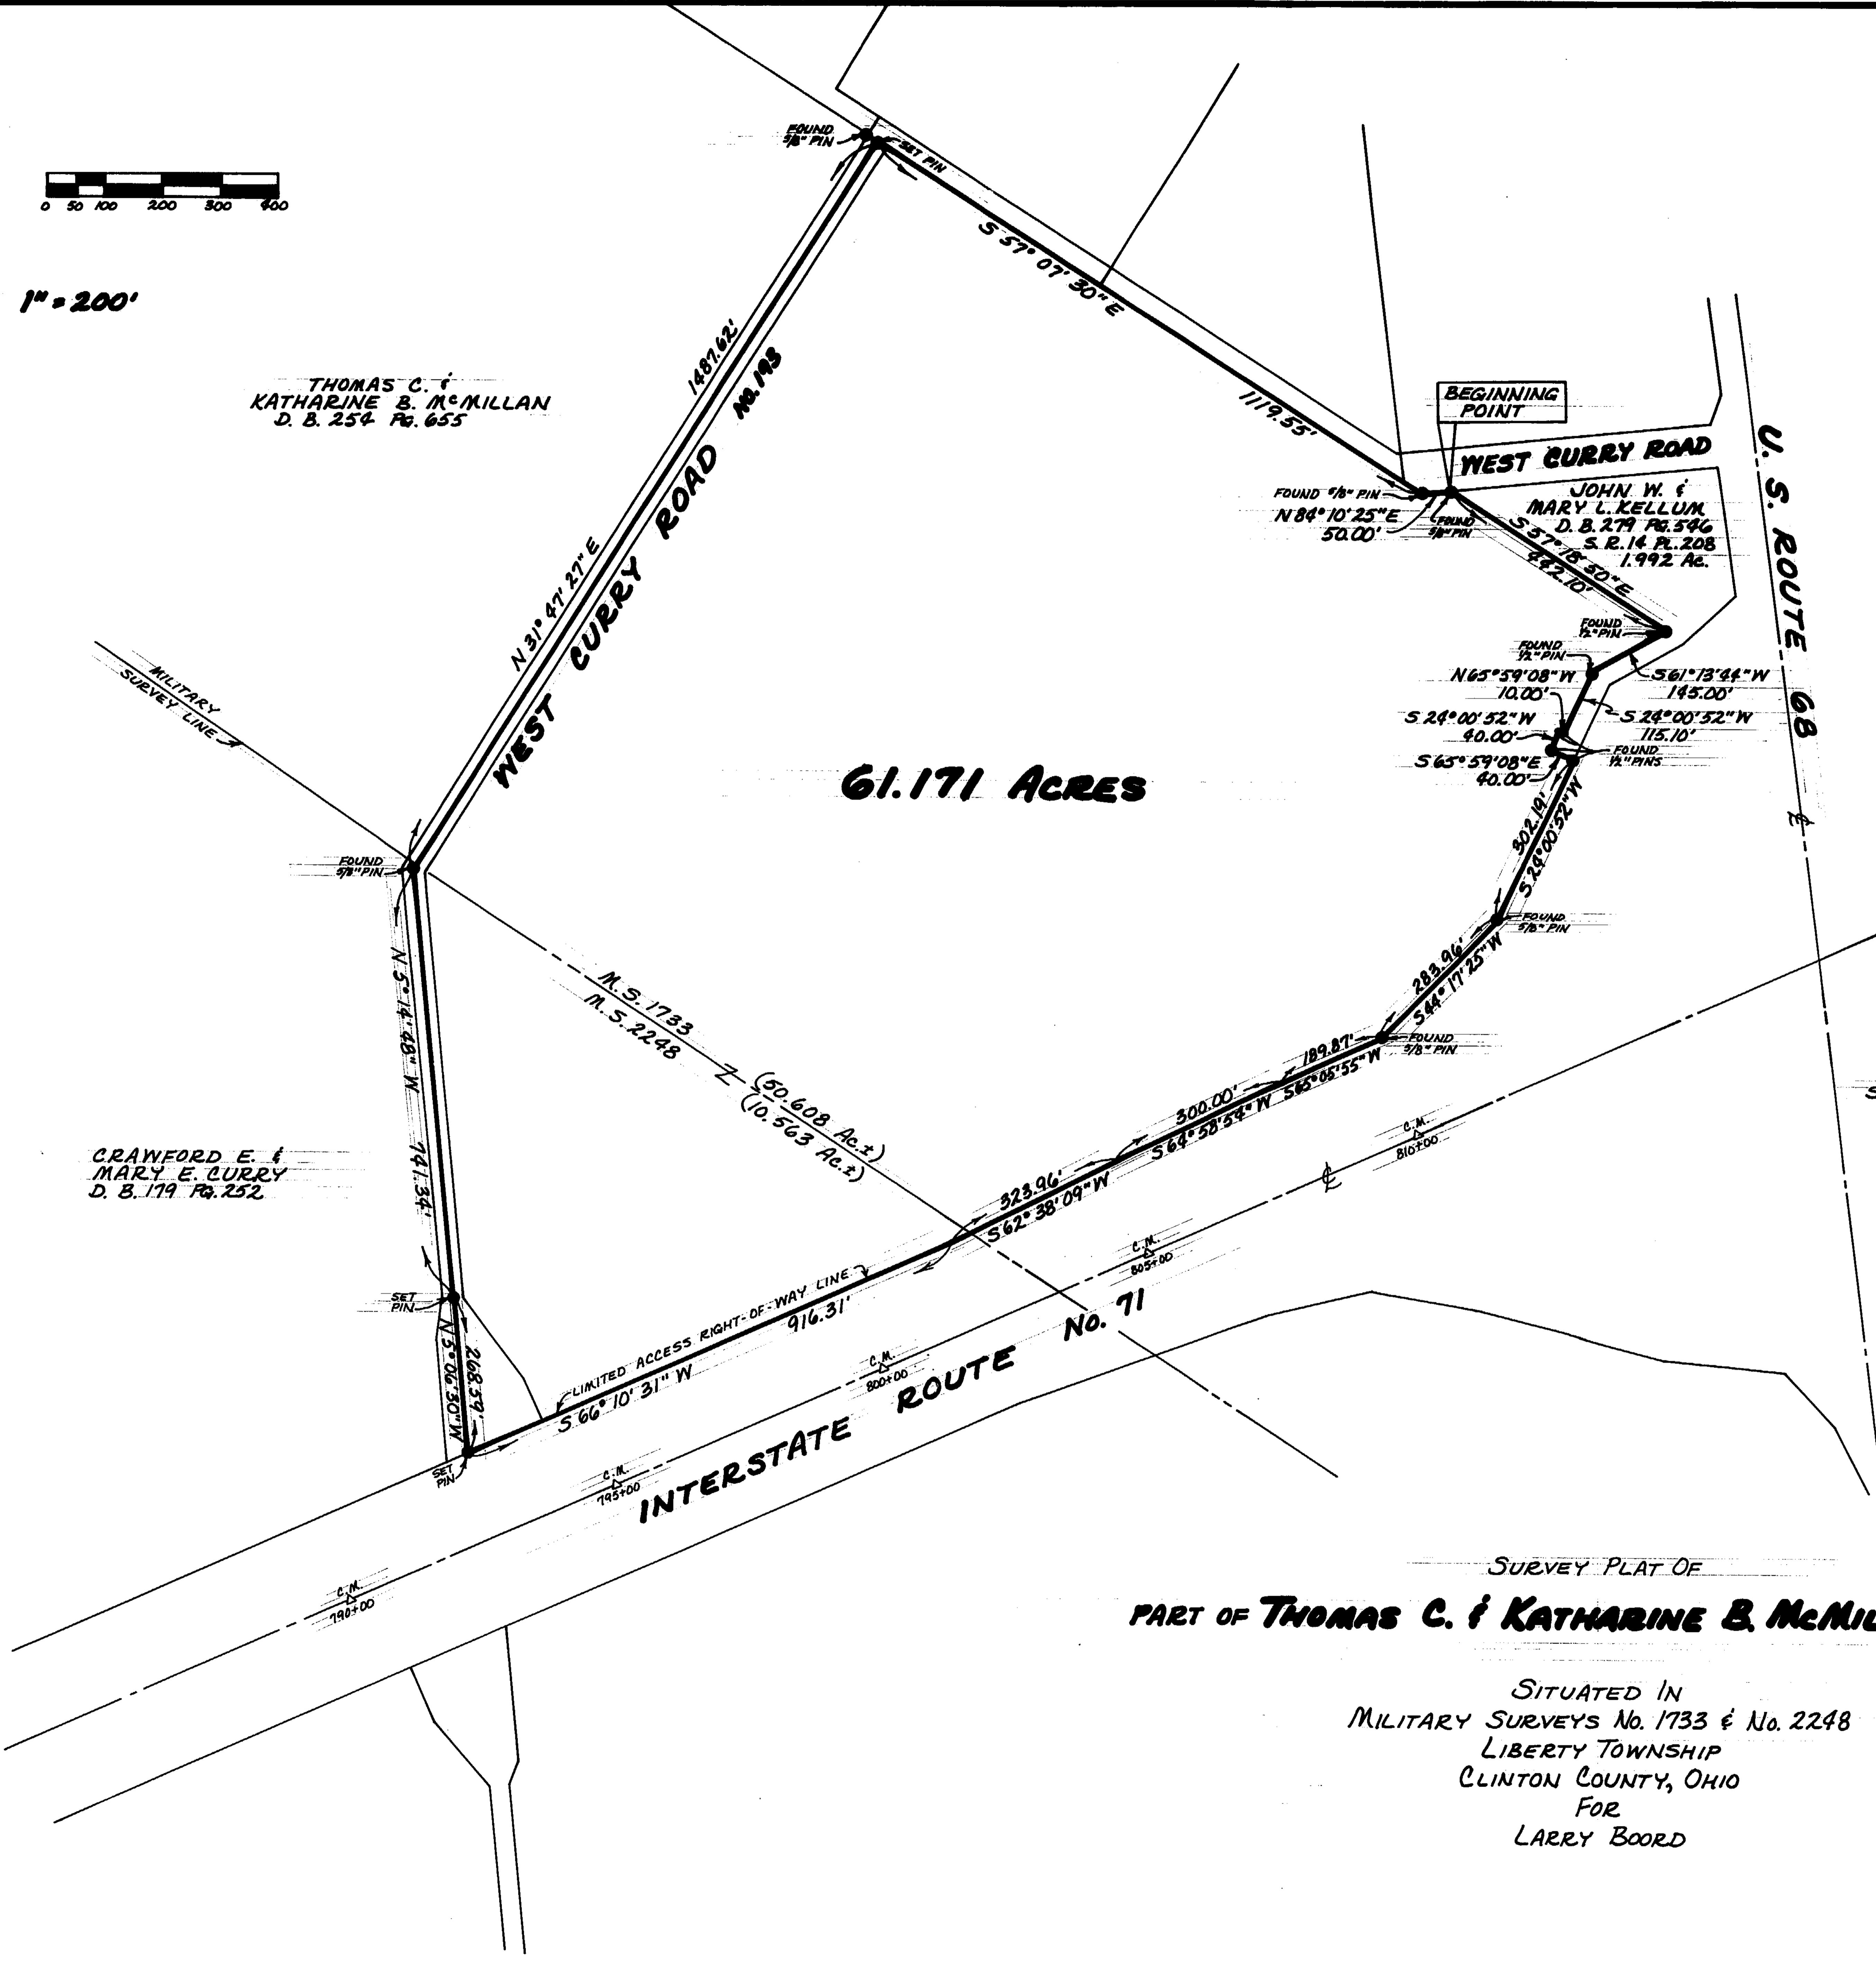 FOUND
5/8" PIN
SET PIN
0 50 100 200 300 400
1" = 200'
S 57° 07' 30" E
1119.55'
1487.62'
N 31° 47' 27" E
WEST CURRY ROAD NO. 193
THOMAS C. &
KATHARINE B. McMILLAN
D. B. 254 PG. 655
BEGINNING
POINT
WEST CURRY ROAD
U. S. ROUTE 68
JOHN W. &
MARY L. KELLUM
D. B. 279 PG. 546
S. R. 14 PL. 208
1.992 AC.
FOUND 5/8" PIN
N 84° 10' 25" E
50.00'
FOUND
5/8" PIN
S 57° 18' 50" E
442.10'
FOUND
1/2" PIN
FOUND
1/2" PIN
N 65° 59' 08" W
10.00'
S 61° 13' 44" W
145.00'
S 24° 00' 52" W
40.00'
S 24° 00' 52" W
115.10'
S 65° 59' 08" E
40.00'
FOUND
1/2" PINS
MILITARY
SURVEY LINE
61.171 ACRES
302.19'
S 24° 00' 52" W
FOUND
5/8" PIN
FOUND
5/8" PIN
283.96'
S 44° 17' 25" W
N 5° 14' 48" W
741.34'
M. S. 1733
M. S. 2248
(50.608 Ac.±)
(10.563 Ac.±)
189.87'
S 65° 05' 55" W
FOUND
5/8" PIN
300.00'
S 64° 58' 54" W
323.96'
S 62° 38' 09" W
C.M.
810+00
CRAWFORD E. &
MARY E. CURRY
D. B. 179 PG. 252
C.M.
805+00
SET
PIN
N 5° 06' 30" W
268.59'
LIMITED ACCESS RIGHT-OF-WAY LINE
916.31'
S 66° 10' 31" W
C.M.
800+00
INTERSTATE ROUTE No. 71
SET
PIN
C.M.
795+00
C.M.
790+00
SURVEY PLAT OF
PART OF THOMAS C. & KATHARINE B. McMIL
SITUATED IN
MILITARY SURVEYS No. 1733 & No. 2248
LIBERTY TOWNSHIP
CLINTON COUNTY, OHIO
FOR
LARRY BOORD